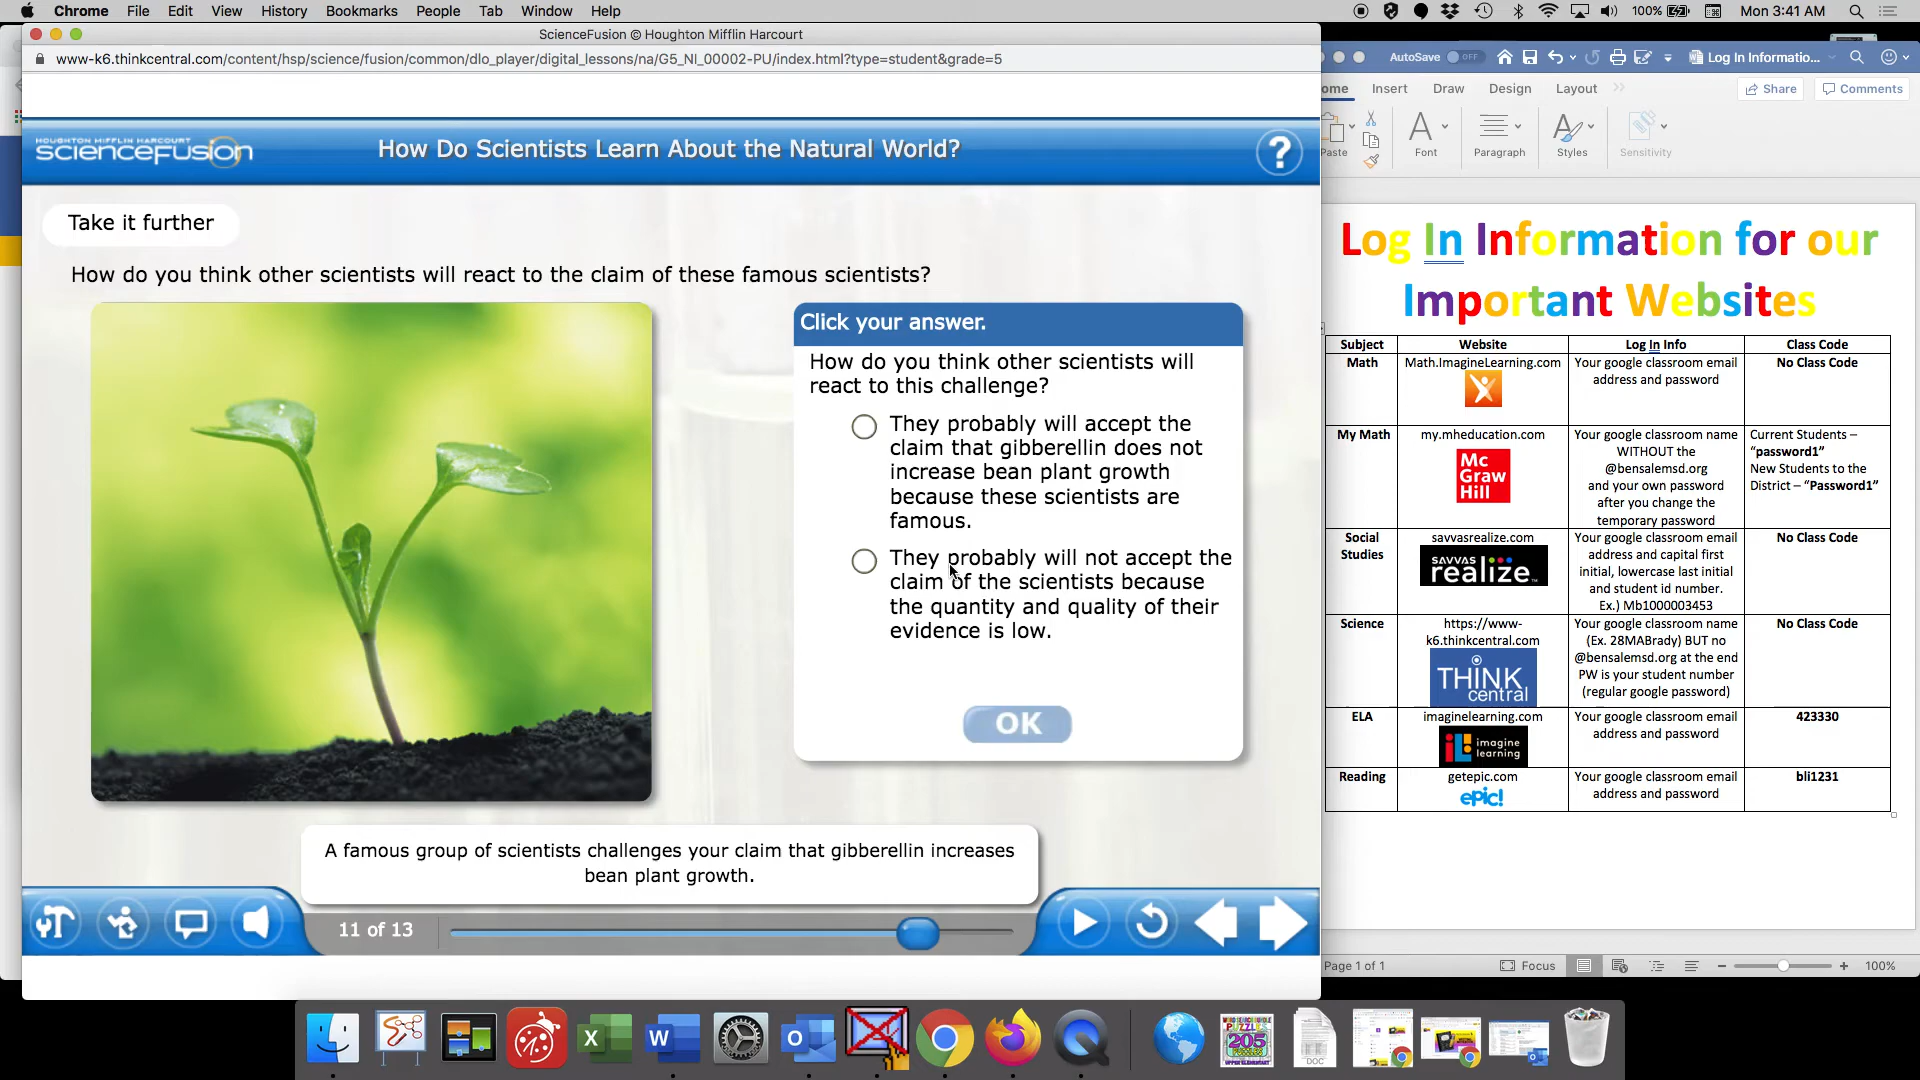 Chrome File Edit View History Bookmarks People Tab Window Help
100% Mon 3:41 AM
ScienceFusion © Houghton Mifflin Harcourt
www-k6.thinkcentral.com/content/hsp/science/fusion/common/dlo_player/digital_lessons/na/G5_NI_00002-PU/index.html?type=student&grade=5
HOUGHTON MIFFLIN HARCOURT
scienceFusion
How Do Scientists Learn About the Natural World?
?
Take it further
How do you think other scientists will react to the claim of these famous scientists?
Click your answer.
How do you think other scientists will
react to this challenge?
They probably will accept the
claim that gibberellin does not
increase bean plant growth
because these scientists are
famous.
They probably will not accept the
claim of the scientists because
the quantity and quality of their
evidence is low.
OK
A famous group of scientists challenges your claim that gibberellin increases
bean plant growth.
11 of 13
AutoSave OFF Log In Informatio...
ome Insert Draw Design Layout Share Comments
Paste Font Paragraph Styles Sensitivity
Log In Information for our
Important Websites
Subject Website Log In Info Class Code
Math
Math.ImagineLearning.com
Your google classroom email
address and password
No Class Code
My Math
my.mheducation.com
Mc
Graw
Hill
Your google classroom name
WITHOUT the
@bensalemsd.org
and your own password
after you change the
temporary password
Current Students –
“password1”
New Students to the
District – “Password1”
Social
Studies
savvasrealize.com
SAVVAS
realize™
Your google classroom email
address and capital first
initial, lowercase last initial
and student id number.
Ex.) Mb1000003453
No Class Code
Science
https://www-
k6.thinkcentral.com
THINK
central
Your google classroom name
(Ex. 28MABrady) BUT no
@bensalemsd.org at the end
PW is your student number
(regular google password)
No Class Code
ELA
imaginelearning.com
imagine
learning
Your google classroom email
address and password
423330
Reading
getepic.com
epic!
Your google classroom email
address and password
bli1231
Page 1 of 1 Focus 100%
205
DOC